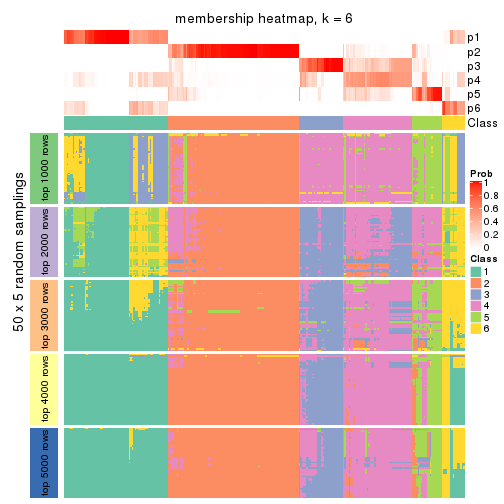 membership heatmap, k = 6
p1
p2
p3
p4
p5
p6
Class
50 x 5 random samplings
top 1000 rows
top 2000 rows
top 3000 rows
top 4000 rows
top 5000 rows
Prob
1
0.8
0.6
0.4
0.2
0
Class
1
2
3
4
5
6